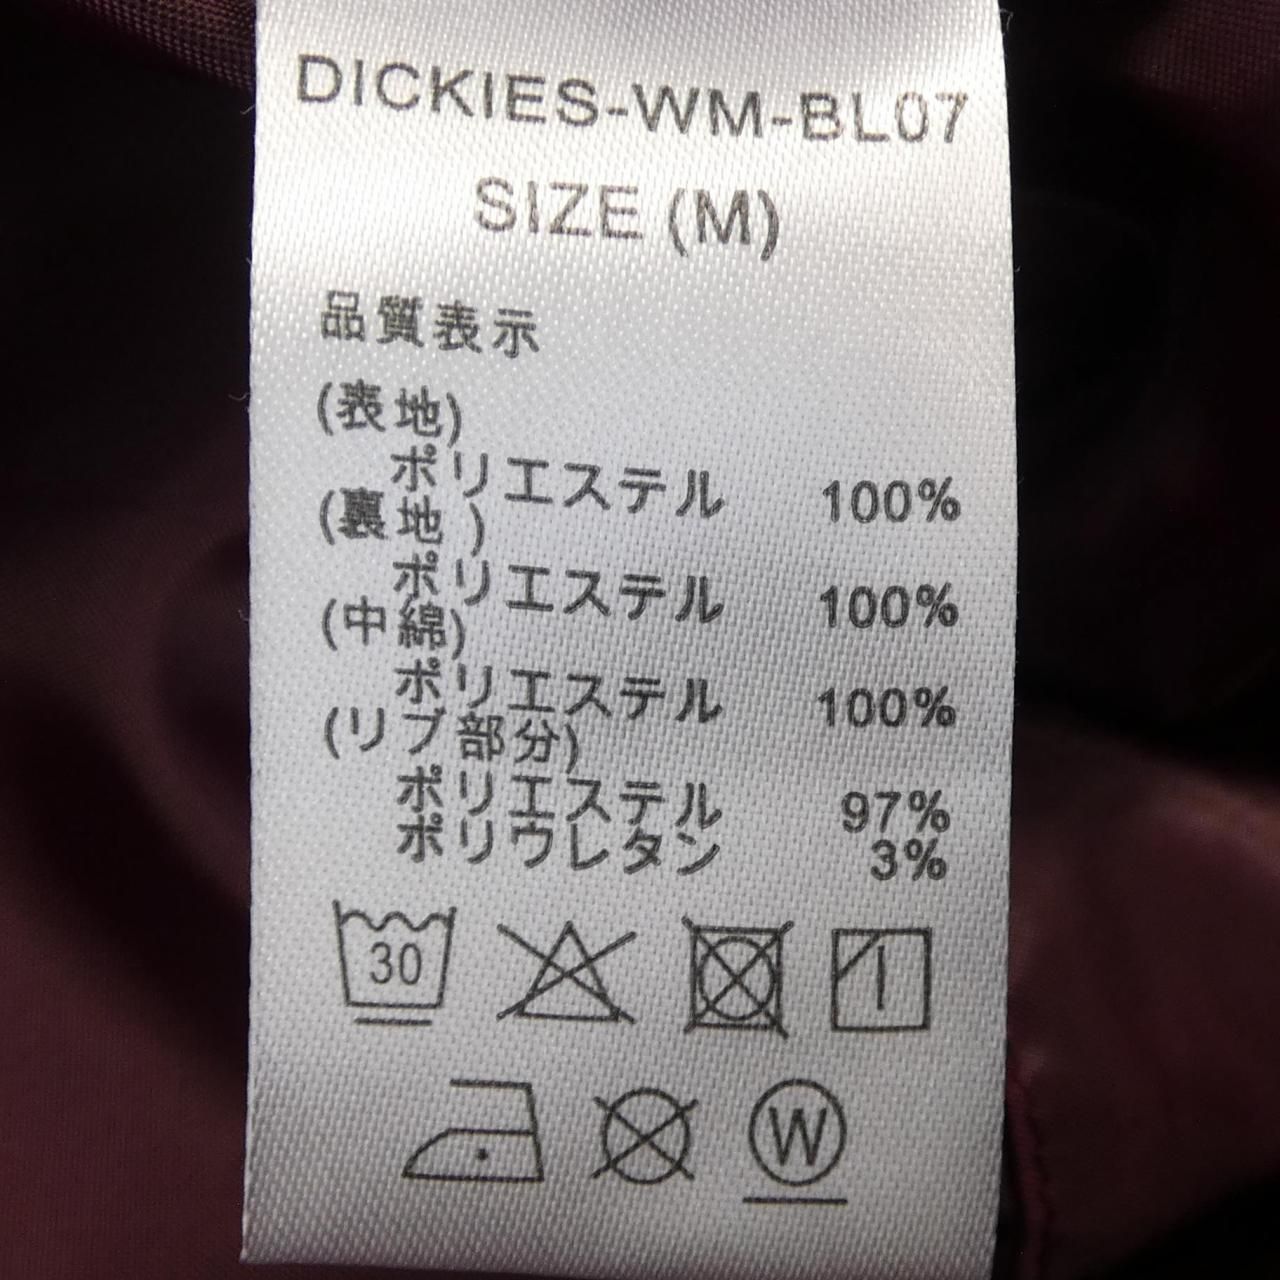 DICKIES-WM-BL07
SIZE (M)
品質表示
(表地)
ポリエステル 100%
(裏地)
ポリエステル 100%
(中綿)
ポリエステル 100%
(リブ部分)
ポリエステル 97%
ポリウレタン 3%
30
W